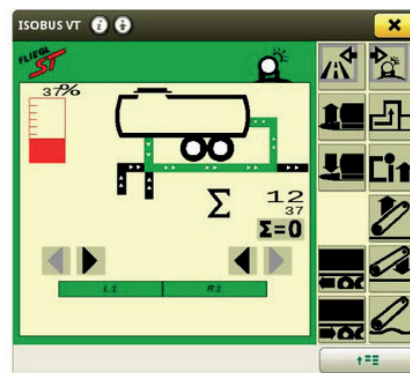 ISOBUS VT
FLIEGL
ST
37%
Σ 12
37
Σ=0
L1 R1